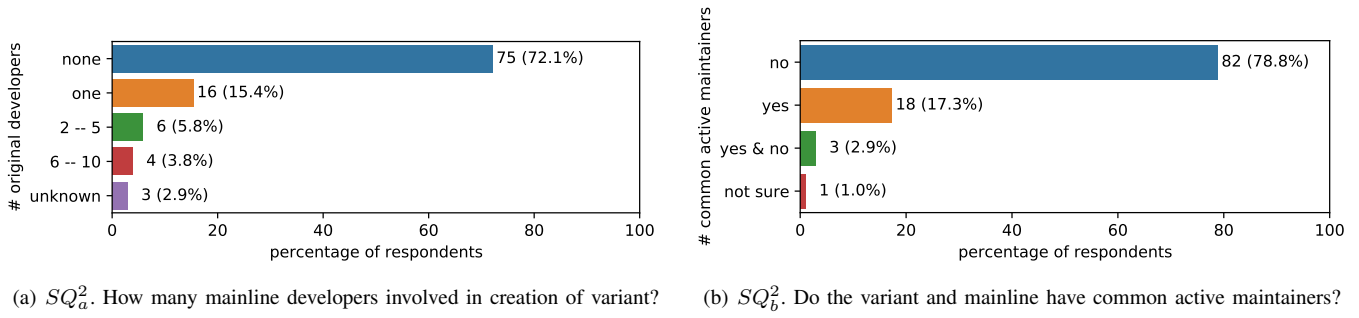 # original developers
none
75 (72.1%)
one
16 (15.4%)
2 -- 5
6 (5.8%)
6 -- 10
4 (3.8%)
unknown
3 (2.9%)
0 20 40 60 80 100
percentage of respondents
(a) SQ²ₐ. How many mainline developers involved in creation of variant?
# common active maintainers
no
82 (78.8%)
yes
18 (17.3%)
yes & no
3 (2.9%)
not sure
1 (1.0%)
0 20 40 60 80 100
percentage of respondents
(b) SQ²_b. Do the variant and mainline have common active maintainers?